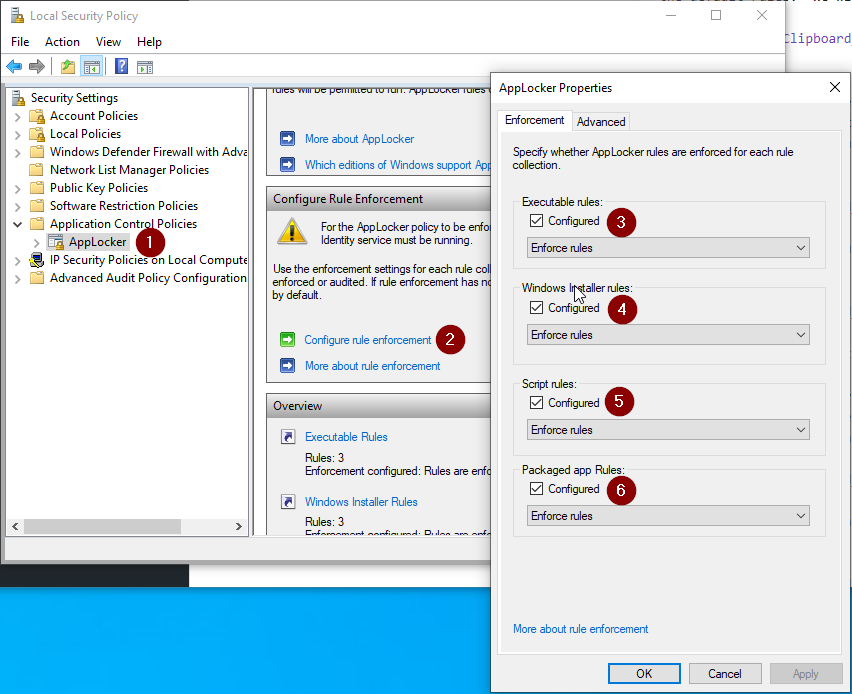 Local Security Policy
File Action View Help
Clipboard
Security Settings
Account Policies
Local Policies
Windows Defender Firewall with Adva
Network List Manager Policies
Public Key Policies
Software Restriction Policies
Application Control Policies
AppLocker 1
IP Security Policies on Local Compute
Advanced Audit Policy Configuration
rules will be permitted to run. AppLocker rules
More about AppLocker
Which editions of Windows support App
Configure Rule Enforcement
For the AppLocker policy to be enfor
Identity service must be running.
Use the enforcement settings for each rule coll
enforced or audited. If rule enforcement has no
by default.
Configure rule enforcement 2
More about rule enforcement
Overview
Executable Rules
Rules: 3
Enforcement configured: Rules are enfo
Windows Installer Rules
Rules: 3
Enforcement configured: Rules are enfo
AppLocker Properties
Enforcement Advanced
Specify whether AppLocker rules are enforced for each rule
collection.
Executable rules:
Configured 3
Enforce rules
Windows Installer rules:
Configured 4
Enforce rules
Script rules:
Configured 5
Enforce rules
Packaged app Rules:
Configured 6
Enforce rules
More about rule enforcement
OK Cancel Apply